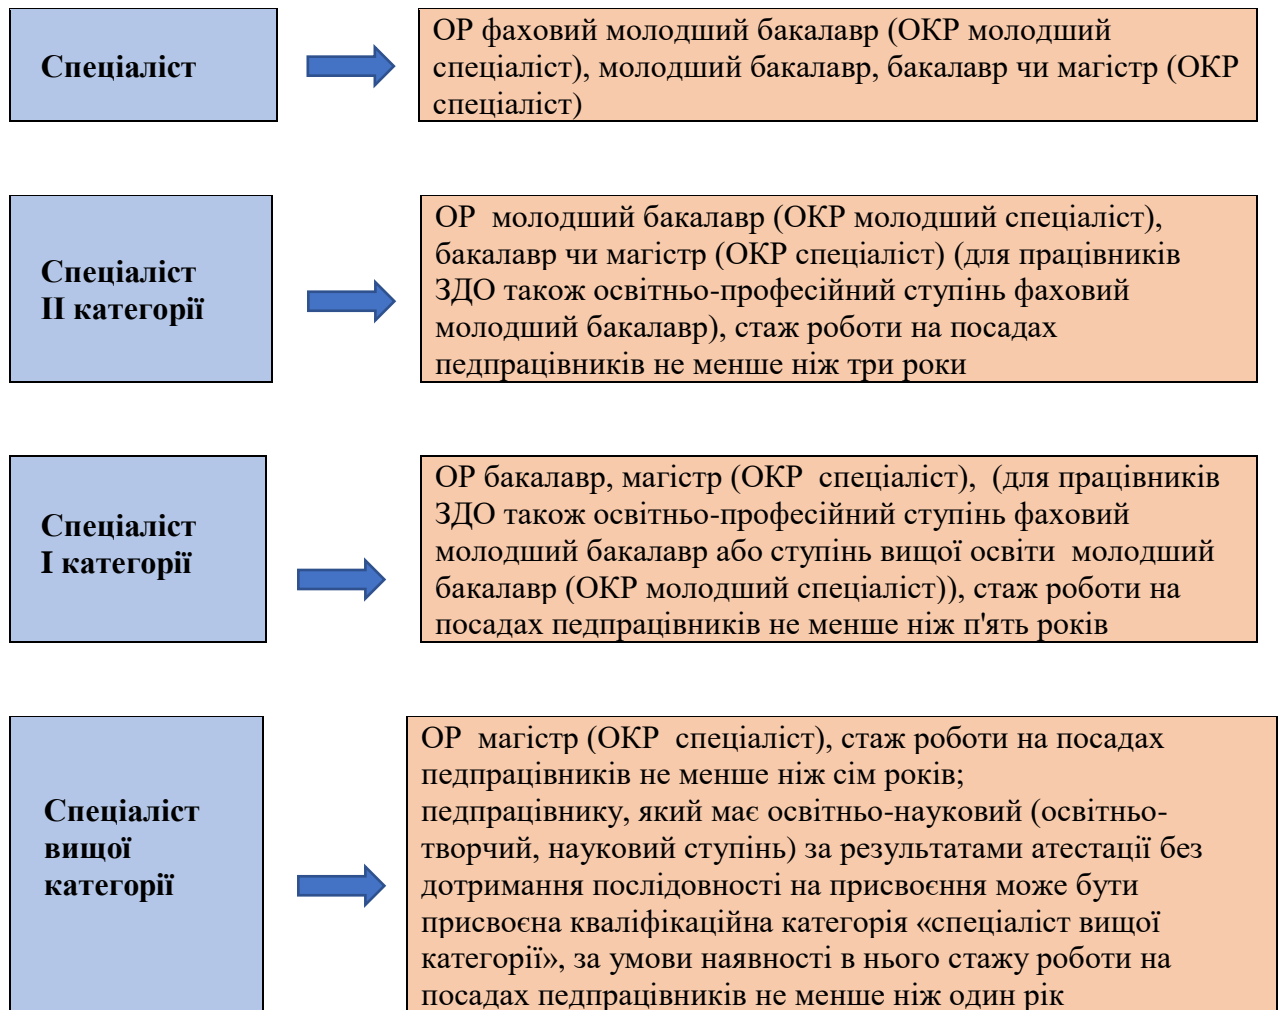 Спеціаліст
ОР фаховий молодший бакалавр (ОКР молодший
спеціаліст), молодший бакалавр, бакалавр чи магістр (ОКР
спеціаліст)
Спеціаліст
ІІ категорії
ОР молодший бакалавр (ОКР молодший спеціаліст),
бакалавр чи магістр (ОКР спеціаліст) (для працівників
ЗДО також освітньо-професійний ступінь фаховий
молодший бакалавр), стаж роботи на посадах
педпрацівників не менше ніж три роки
Спеціаліст
І категорії
ОР бакалавр, магістр (ОКР спеціаліст), (для працівників
ЗДО також освітньо-професійний ступінь фаховий
молодший бакалавр або ступінь вищої освіти молодший
бакалавр (ОКР молодший спеціаліст)), стаж роботи на
посадах педпрацівників не менше ніж п'ять років
Спеціаліст
вищої
категорії
ОР магістр (ОКР спеціаліст), стаж роботи на посадах
педпрацівників не менше ніж сім років;
педпрацівнику, який має освітньо-науковий (освітньо-
творчий, науковий ступінь) за результатами атестації без
дотримання послідовності на присвоєння може бути
присвоєна кваліфікаційна категорія «спеціаліст вищої
категорії», за умови наявності в нього стажу роботи на
посадах педпрацівників не менше ніж один рік